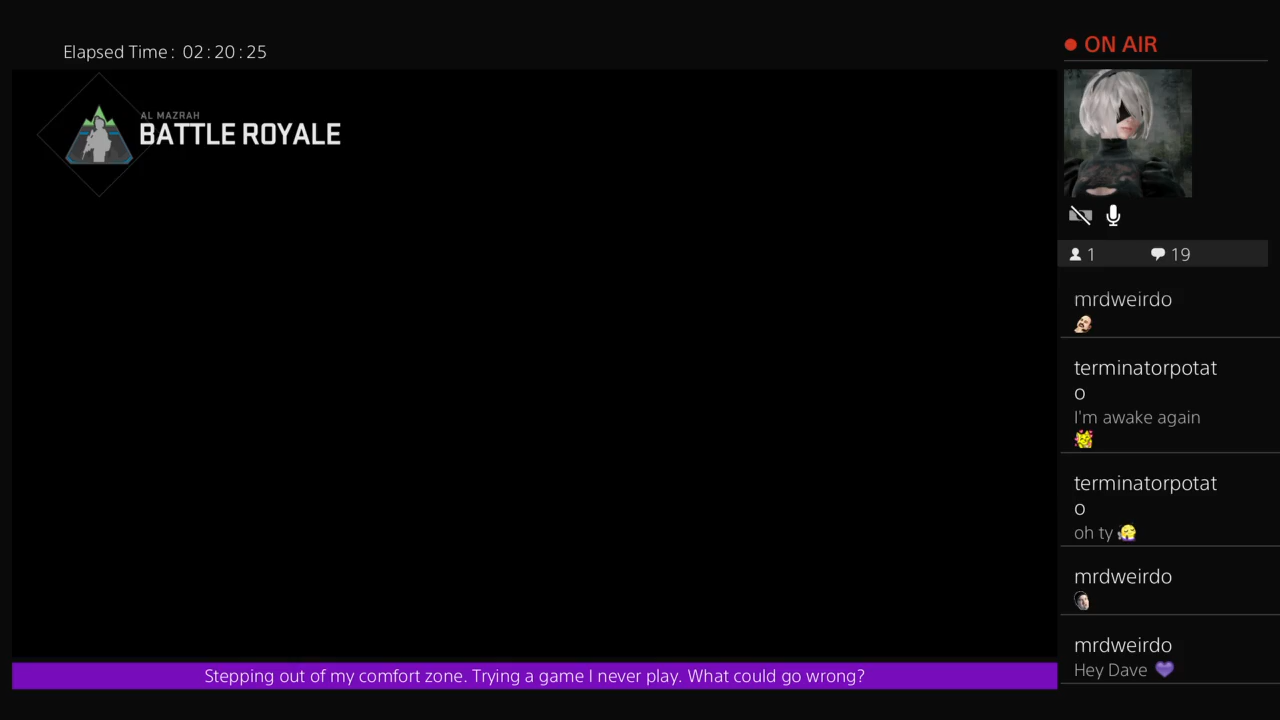 Elapsed Time: 02:20:25
ON AIR
AL MAZRAH
BATTLE ROYALE
1 19
mrdweirdo
terminatorpotat
o
I'm awake again
terminatorpotat
o
oh ty
mrdweirdo
mrdweirdo
Hey Dave
Stepping out of my comfort zone. Trying a game I never play. What could go wrong?